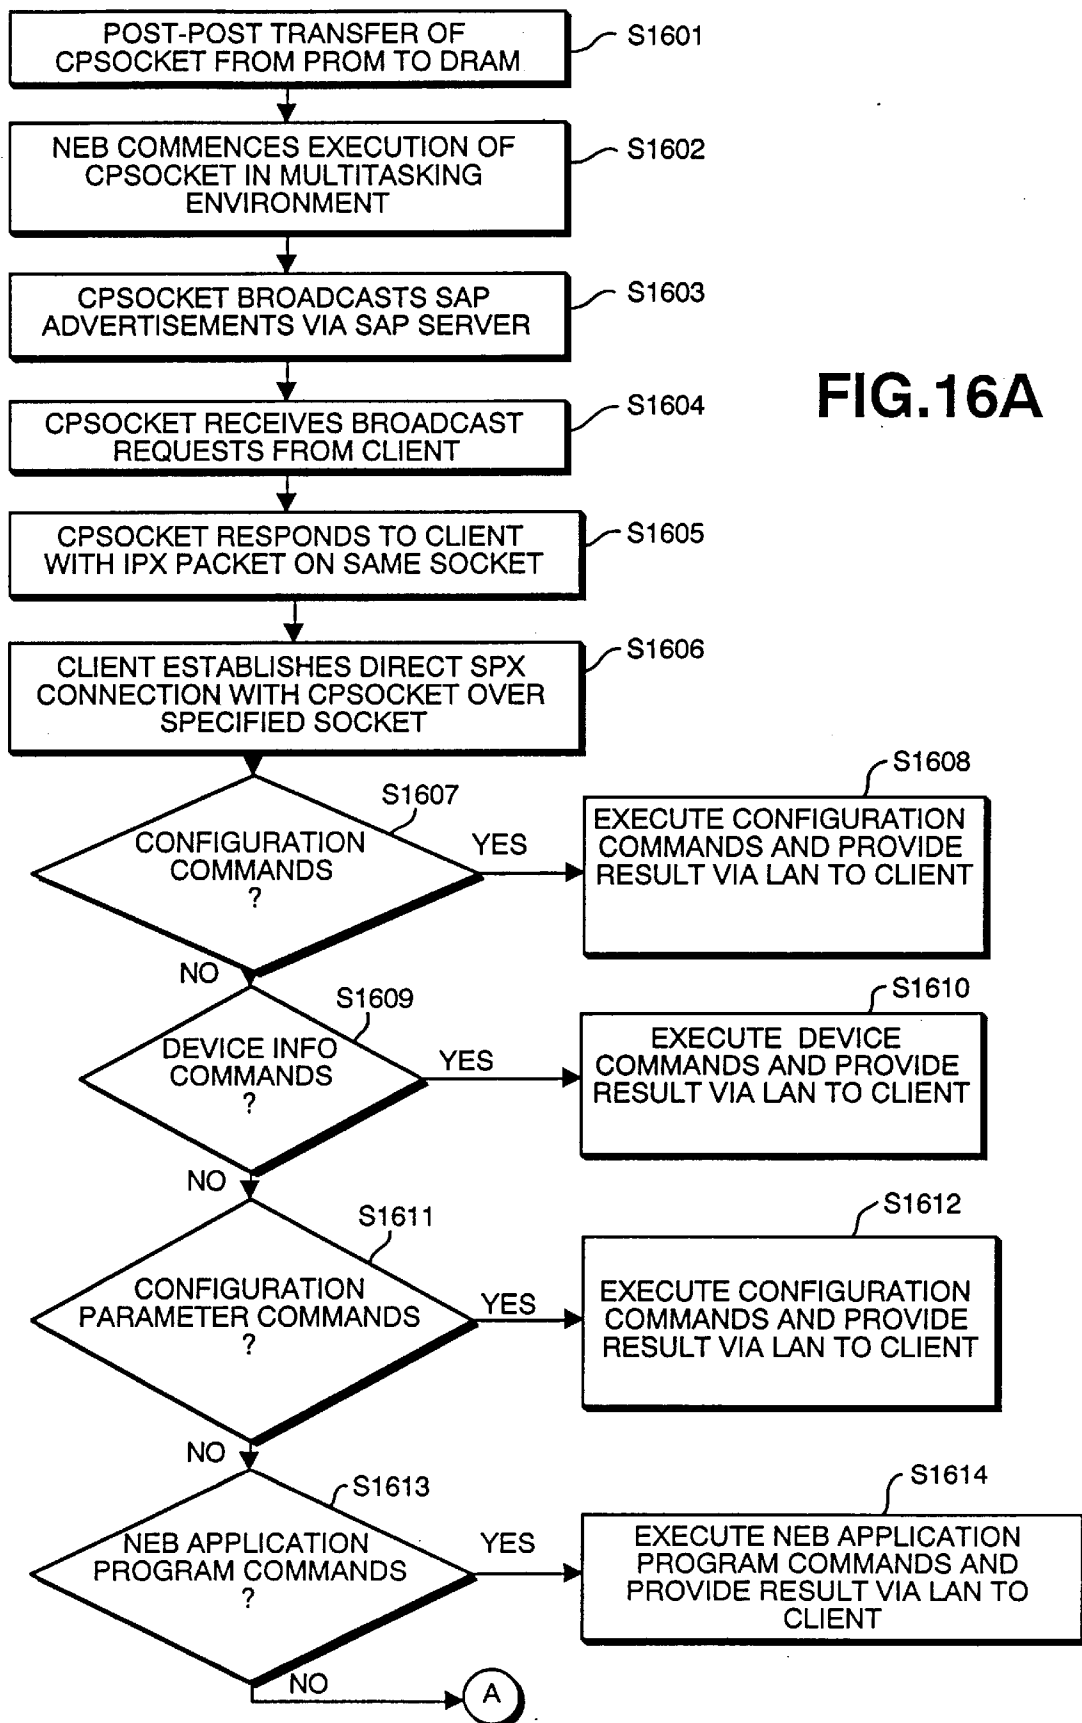 POST-POST TRANSFER OF
CPSOCKET FROM PROM TO DRAM
S1601
NEB COMMENCES EXECUTION OF
CPSOCKET IN MULTITASKING
ENVIRONMENT
S1602
CPSOCKET BROADCASTS SAP
ADVERTISEMENTS VIA SAP SERVER
S1603
FIG.16A
CPSOCKET RECEIVES BROADCAST
REQUESTS FROM CLIENT
S1604
CPSOCKET RESPONDS TO CLIENT
WITH IPX PACKET ON SAME SOCKET
S1605
CLIENT ESTABLISHES DIRECT SPX
CONNECTION WITH CPSOCKET OVER
SPECIFIED SOCKET
S1606
S1607
CONFIGURATION
COMMANDS
?
YES
S1608
EXECUTE CONFIGURATION
COMMANDS AND PROVIDE
RESULT VIA LAN TO CLIENT
NO
S1609
DEVICE INFO
COMMANDS
?
YES
S1610
EXECUTE DEVICE
COMMANDS AND PROVIDE
RESULT VIA LAN TO CLIENT
NO
S1611
CONFIGURATION
PARAMETER COMMANDS
?
YES
S1612
EXECUTE CONFIGURATION
COMMANDS AND PROVIDE
RESULT VIA LAN TO CLIENT
NO
S1613
NEB APPLICATION
PROGRAM COMMANDS
?
YES
S1614
EXECUTE NEB APPLICATION
PROGRAM COMMANDS AND
PROVIDE RESULT VIA LAN TO
CLIENT
NO
A